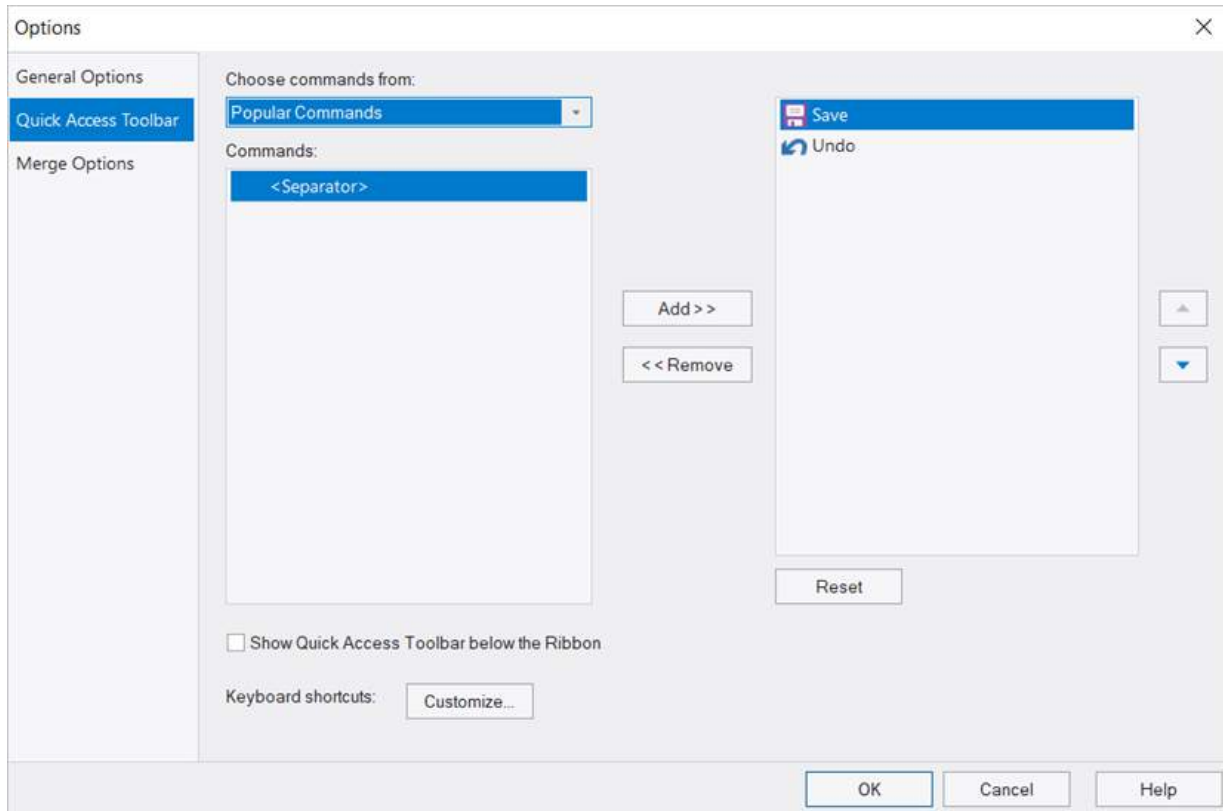 Options
General Options
Quick Access Toolbar
Merge Options
Choose commands from:
Popular Commands
Commands:
<Separator>
Add >>
<< Remove
Save
Undo
Reset
Show Quick Access Toolbar below the Ribbon
Keyboard shortcuts:
Customize...
OK
Cancel
Help